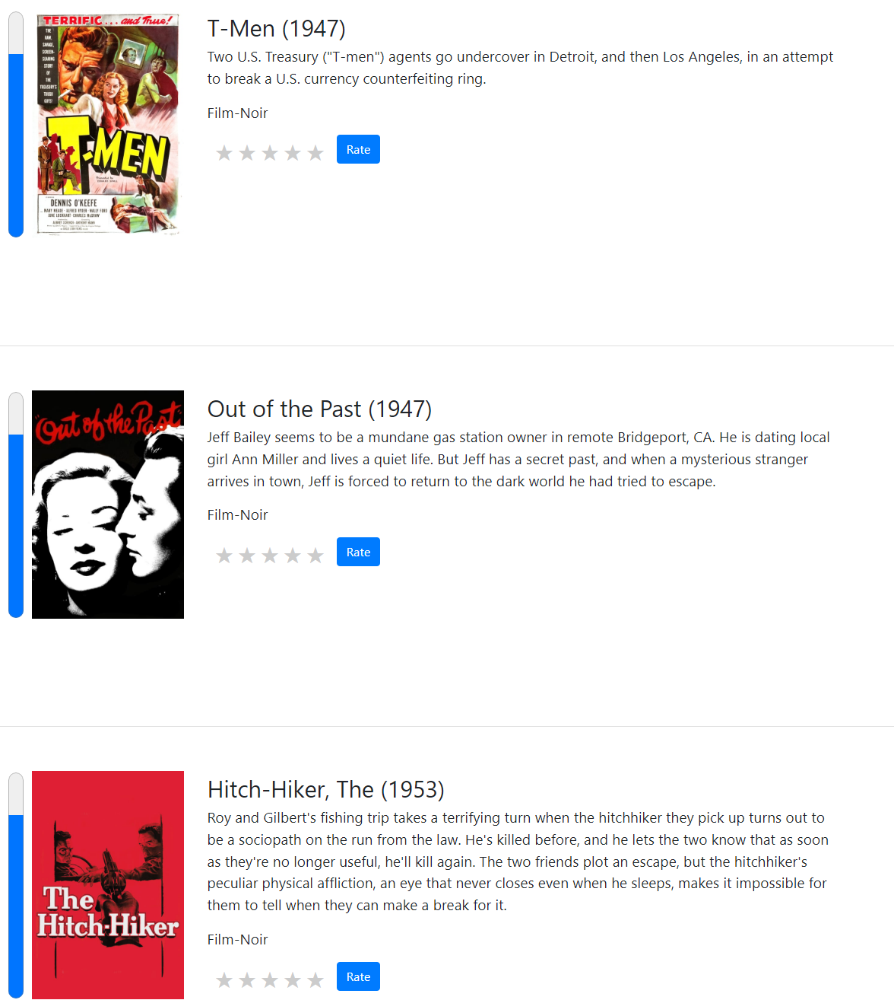 TERRIFIC... and True!
THE
RAW,
SAVAGE,
SCREEN-
SEARING
STORY
OF
THE
TREASURY'S
TOUGH
GUYS!
T-MEN
DENNIS O'KEEFE
MARY MEADE · ALFRED RYDER · WALLY FORD
JUNE LOCKHART · CHARLES McGRAW
T-Men (1947)
Two U.S. Treasury ("T-men") agents go undercover in Detroit, and then Los Angeles, in an attempt
to break a U.S. currency counterfeiting ring.
Film-Noir
Rate
"Out of the Past"
Out of the Past (1947)
Jeff Bailey seems to be a mundane gas station owner in remote Bridgeport, CA. He is dating local
girl Ann Miller and lives a quiet life. But Jeff has a secret past, and when a mysterious stranger
arrives in town, Jeff is forced to return to the dark world he had tried to escape.
Film-Noir
Rate
The
Hitch-Hiker
Hitch-Hiker, The (1953)
Roy and Gilbert's fishing trip takes a terrifying turn when the hitchhiker they pick up turns out to
be a sociopath on the run from the law. He's killed before, and he lets the two know that as soon
as they're no longer useful, he'll kill again. The two friends plot an escape, but the hitchhiker's
peculiar physical affliction, an eye that never closes even when he sleeps, makes it impossible for
them to tell when they can make a break for it.
Film-Noir
Rate